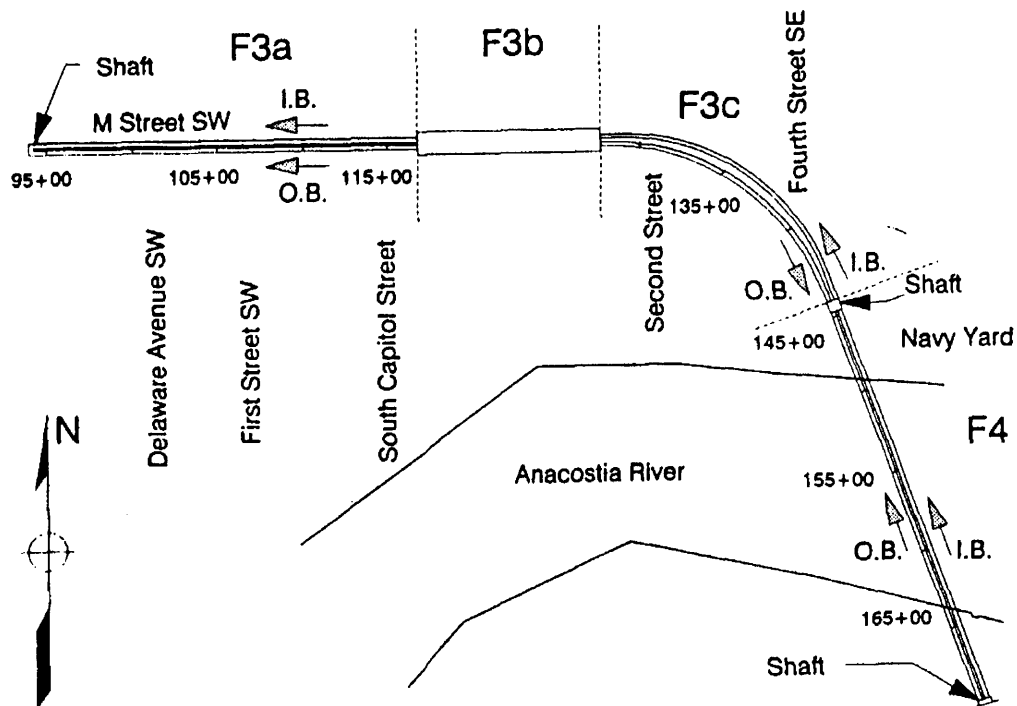 F3a
F3b
Shaft
F3c
Fourth Street SE
I.B.
M Street SW
95+00
105+00
115+00
O.B.
135+00
Second Street
I.B.
O.B.
Shaft
145+00
Navy Yard
Delaware Avenue SW
First Street SW
South Capitol Street
N
F4
Anacostia River
155+00
O.B.
I.B.
165+00
Shaft